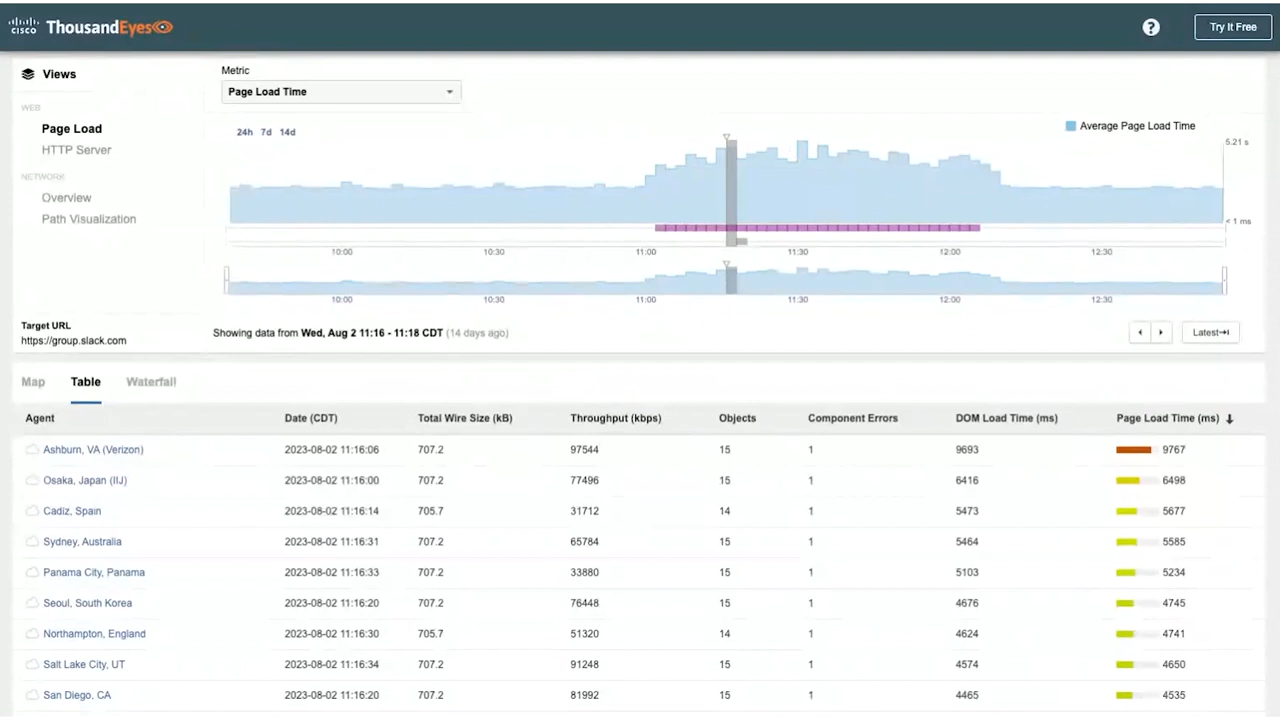 cisco ThousandEyes
? Try It Free
Views
WEB
Page Load
HTTP Server
NETWORK
Overview
Path Visualization
Target URL
https://group.slack.com
Metric
Page Load Time
24h 7d 14d
Average Page Load Time
5.21 s
< 1 ms
10:00 10:30 11:00 11:30 12:00 12:30
10:00 10:30 11:00 11:30 12:00 12:30
Showing data from Wed, Aug 2 11:16 - 11:18 CDT (14 days ago)
Latest
Map Table Waterfall
Agent Date (CDT) Total Wire Size (kB) Throughput (kbps) Objects Component Errors DOM Load Time (ms) Page Load Time (ms)
Ashburn, VA (Verizon) 2023-08-02 11:16:06 707.2 97544 15 1 9693 9767
Osaka, Japan (IIJ) 2023-08-02 11:16:00 707.2 77496 15 1 6416 6498
Cadiz, Spain 2023-08-02 11:16:14 705.7 31712 14 1 5473 5677
Sydney, Australia 2023-08-02 11:16:31 707.2 65784 15 1 5464 5585
Panama City, Panama 2023-08-02 11:16:33 707.2 33880 15 1 5103 5234
Seoul, South Korea 2023-08-02 11:16:20 707.2 76448 15 1 4676 4745
Northampton, England 2023-08-02 11:16:30 705.7 51320 14 1 4624 4741
Salt Lake City, UT 2023-08-02 11:16:34 707.2 91248 15 1 4574 4650
San Diego, CA 2023-08-02 11:16:20 707.2 81992 15 1 4465 4535